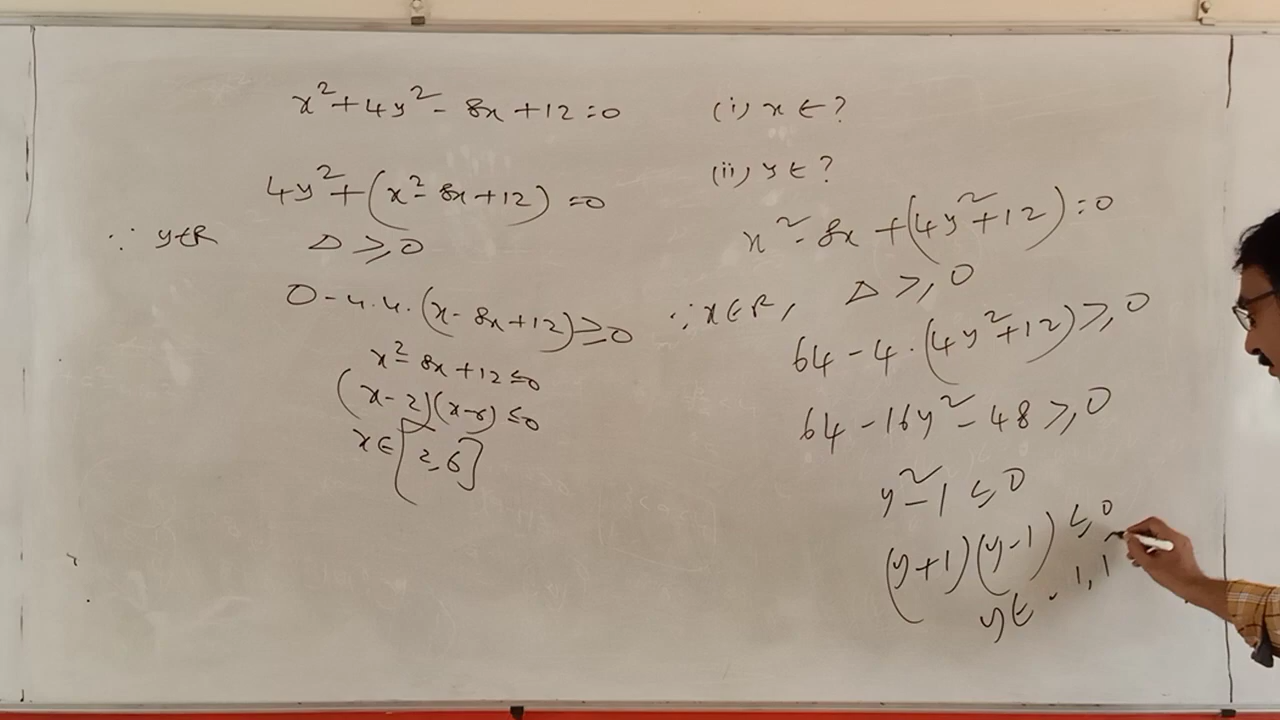 x²+4y²- 8x+12=0
4y²+(x²-8x+12)=0
∵ y∈R Δ ≥ 0
0-4.4.(x-8x+12)≥0
x²-8x+12≤0
(x-2)(x-6)≤0
x∈[2,6]
(i) x ∈ ?
(ii) y ∈ ?
x²-8x+(4y²+12)=0
∵ x∈R, Δ ≥ 0
64-4.(4y²+12)≥0
64-16y²-48≥0
y²-1≤0
(y+1)(y-1)≤0
y∈ -1,1